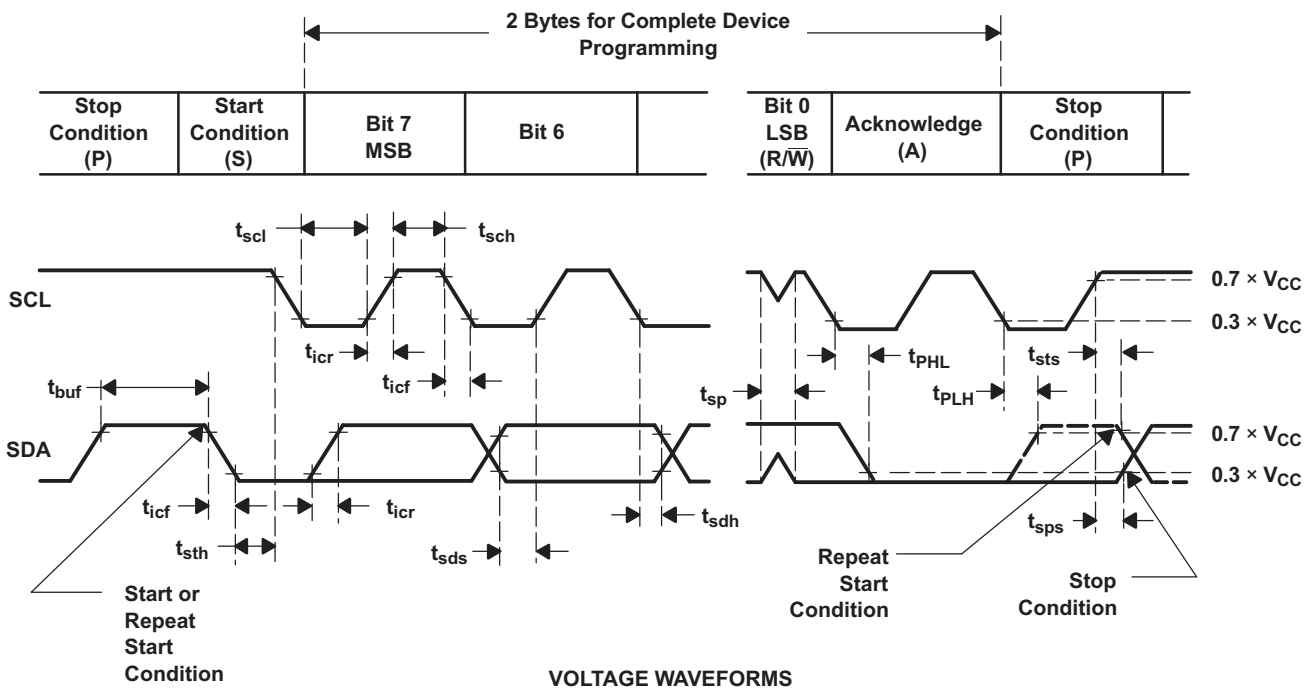 2 Bytes for Complete Device
Programming
Stop
Condition
(P)
Start
Condition
(S)
Bit 7
MSB
Bit 6
Bit 0
LSB
(R/W̅)
Acknowledge
(A)
Stop
Condition
(P)
tscl
tsch
SCL
0.7 × VCC
0.3 × VCC
ticr
ticf
tPHL
tsts
tbuf
tsp
tPLH
SDA
0.7 × VCC
0.3 × VCC
ticf
ticr
tsdh
tsth
tsds
tsps
Start or
Repeat
Start
Condition
Repeat
Start
Condition
Stop
Condition
VOLTAGE WAVEFORMS